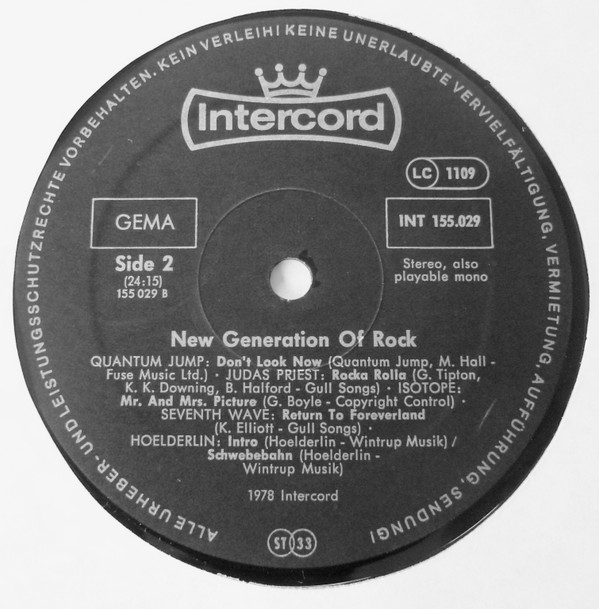 ALLE URHEBER- UND LEISTUNGSSCHUTZRECHTE VORBEHALTEN. KEIN VERLEIH! KEINE UNERLAUBTE VERVIELFÄLTIGUNG, VERMIETUNG, AUFFÜHRUNG, SENDUNG!
Intercord
LC 1109
GEMA
INT 155.029
Side 2
(24:15)
155 029 B
Stereo, also
playable mono
New Generation Of Rock
QUANTUM JUMP: Don't Look Now (Quantum Jump, M. Hall -
Fuse Music Ltd.) · JUDAS PRIEST: Rocka Rolla (G. Tipton,
K. K. Downing, B. Halford - Gull Songs) · ISOTOPE:
Mr. And Mrs. Picture (G. Boyle - Copyright Control) ·
SEVENTH WAVE: Return To Foreverland
(K. Elliott - Gull Songs) ·
HOELDERLIN: Intro (Hoelderlin - Wintrup Musik) /
Schwebebahn (Hoelderlin -
Wintrup Musik)
1978 Intercord
ST 33